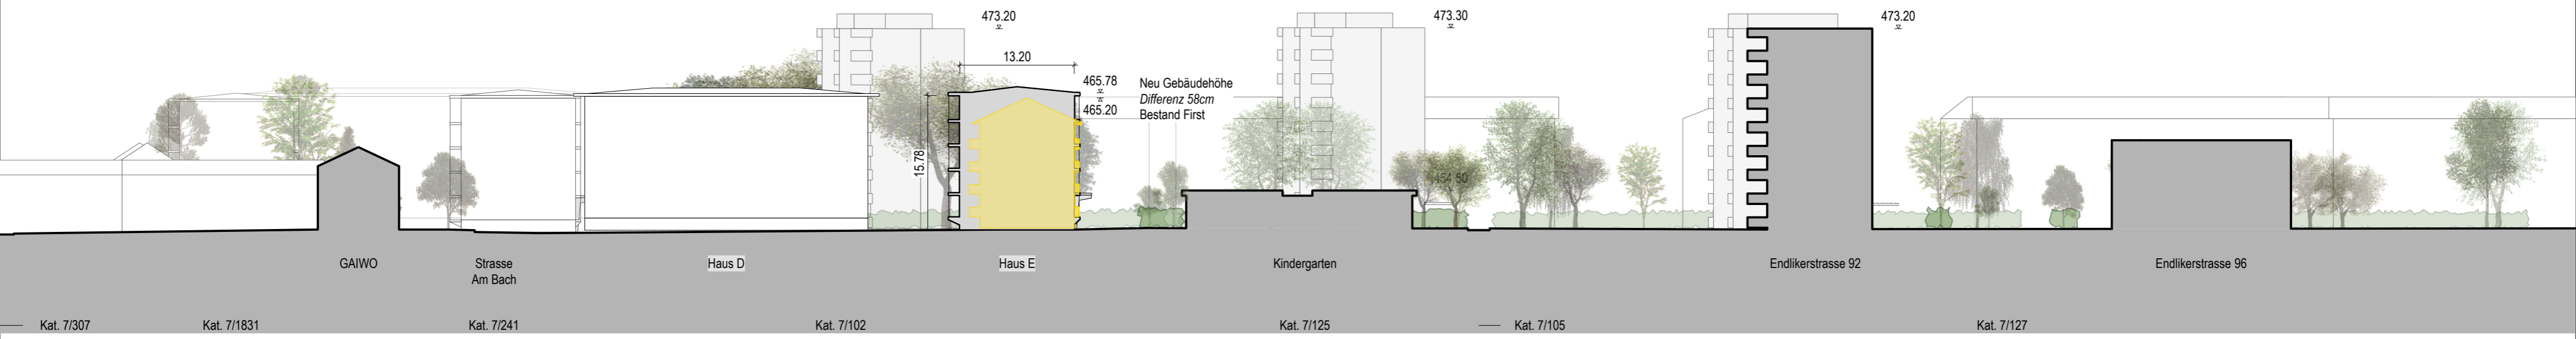 473.20
473.30
473.20
13.20
465.78
465.20
Neu Gebäudehöhe
Differenz 58cm
Bestand First
15.78
454.50
GAIWO
Strasse
Am Bach
Haus D
Haus E
Kindergarten
Endlikerstrasse 92
Endlikerstrasse 96
Kat. 7/307
Kat. 7/1831
Kat. 7/241
Kat. 7/102
Kat. 7/125
Kat. 7/105
Kat. 7/127